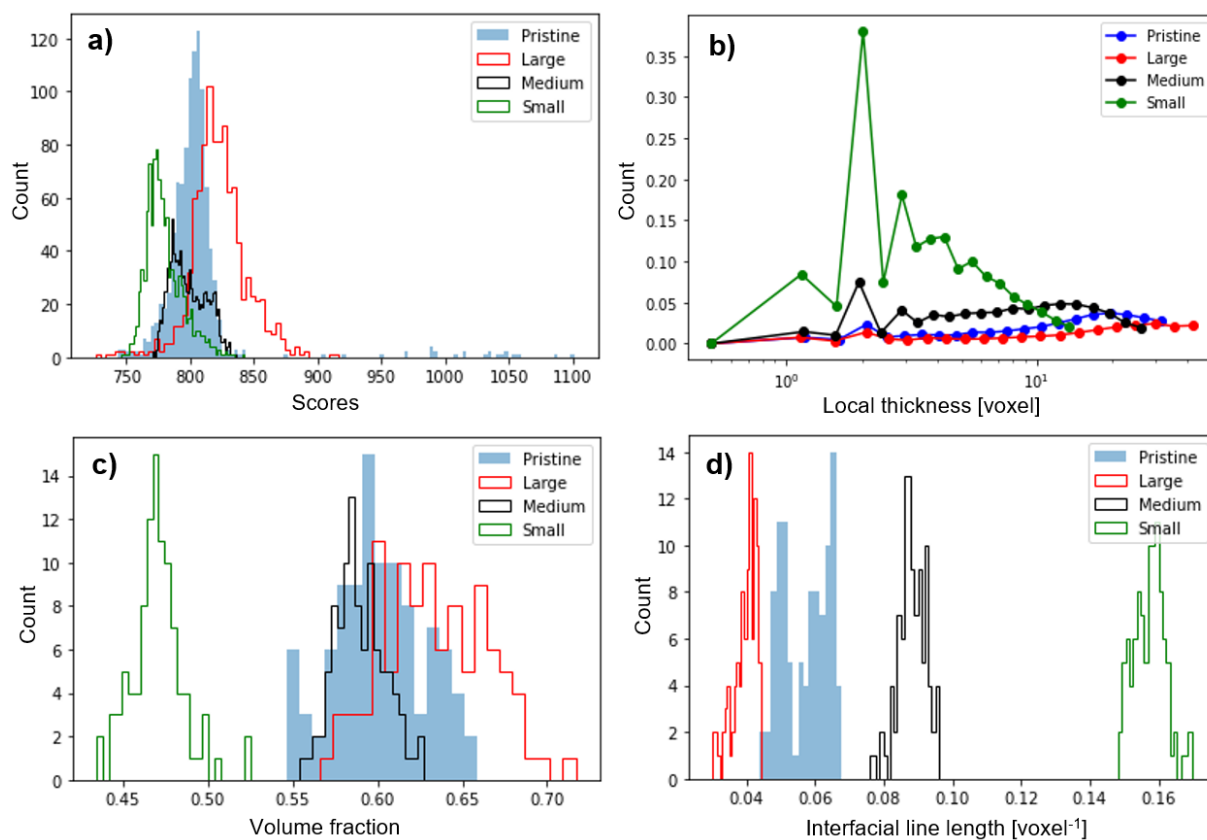 a)
Pristine
Large
Medium
Small
120
100
80
60
40
20
0
Count
750 800 850 900 950 1000 1050 1100
Scores
b)
Pristine
Large
Medium
Small
0.35
0.30
0.25
0.20
0.15
0.10
0.05
0.00
Count
10⁰ 10¹
Local thickness [voxel]
c)
Pristine
Large
Medium
Small
14
12
10
8
6
4
2
0
Count
0.45 0.50 0.55 0.60 0.65 0.70
Volume fraction
d)
Pristine
Large
Medium
Small
14
12
10
8
6
4
2
0
Count
0.04 0.06 0.08 0.10 0.12 0.14 0.16
Interfacial line length [voxel⁻¹]